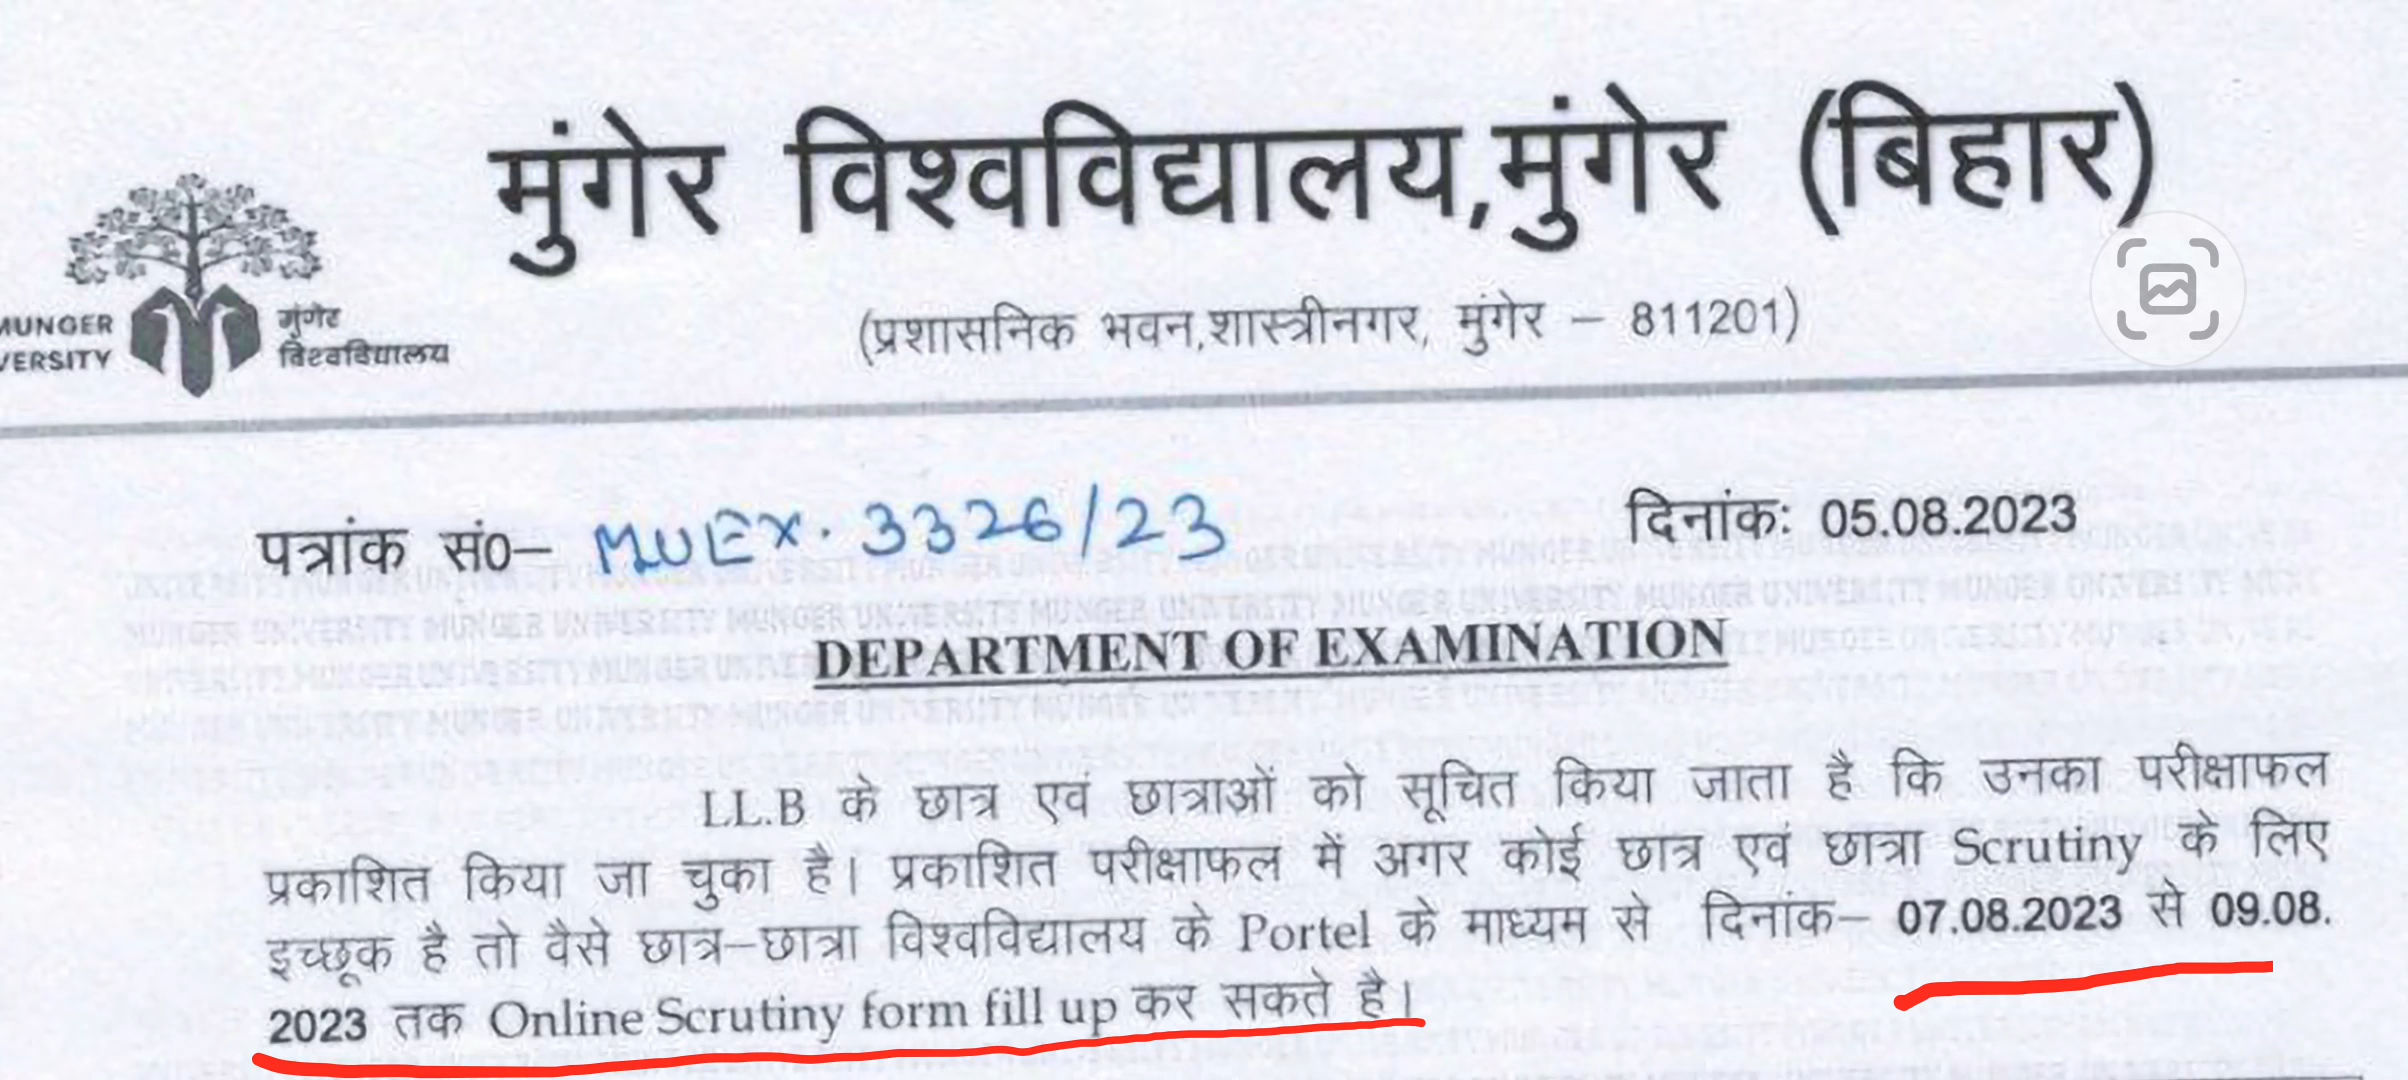 मुंगेर विश्वविद्यालय,मुंगेर (बिहार)
(प्रशासनिक भवन,शास्त्रीनगर, मुंगेर – 811201)
MUNGER
VERSITY
मुंगेर
विश्वविद्यालय
पत्रांक सं०– MUEX. 3326/23
दिनांक: 05.08.2023
DEPARTMENT OF EXAMINATION
LL.B के छात्र एवं छात्राओं को सूचित किया जाता है कि उनका परीक्षाफल
प्रकाशित किया जा चुका है। प्रकाशित परीक्षाफल में अगर कोई छात्र एवं छात्रा Scrutiny के लिए
इच्छूक है तो वैसे छात्र–छात्रा विश्वविद्यालय के Portel के माध्यम से दिनांक– 07.08.2023 से 09.08.
2023 तक Online Scrutiny form fill up कर सकते है।